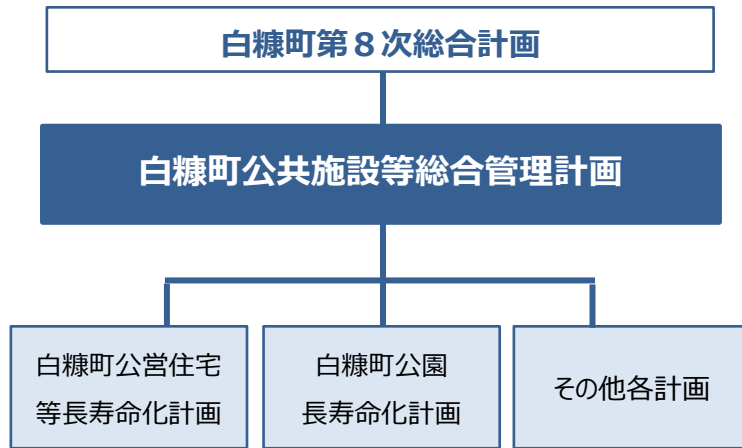 白糠町第８次総合計画
白糠町公共施設等総合管理計画
白糠町公営住宅
等長寿命化計画
白糠町公園
長寿命化計画
その他各計画